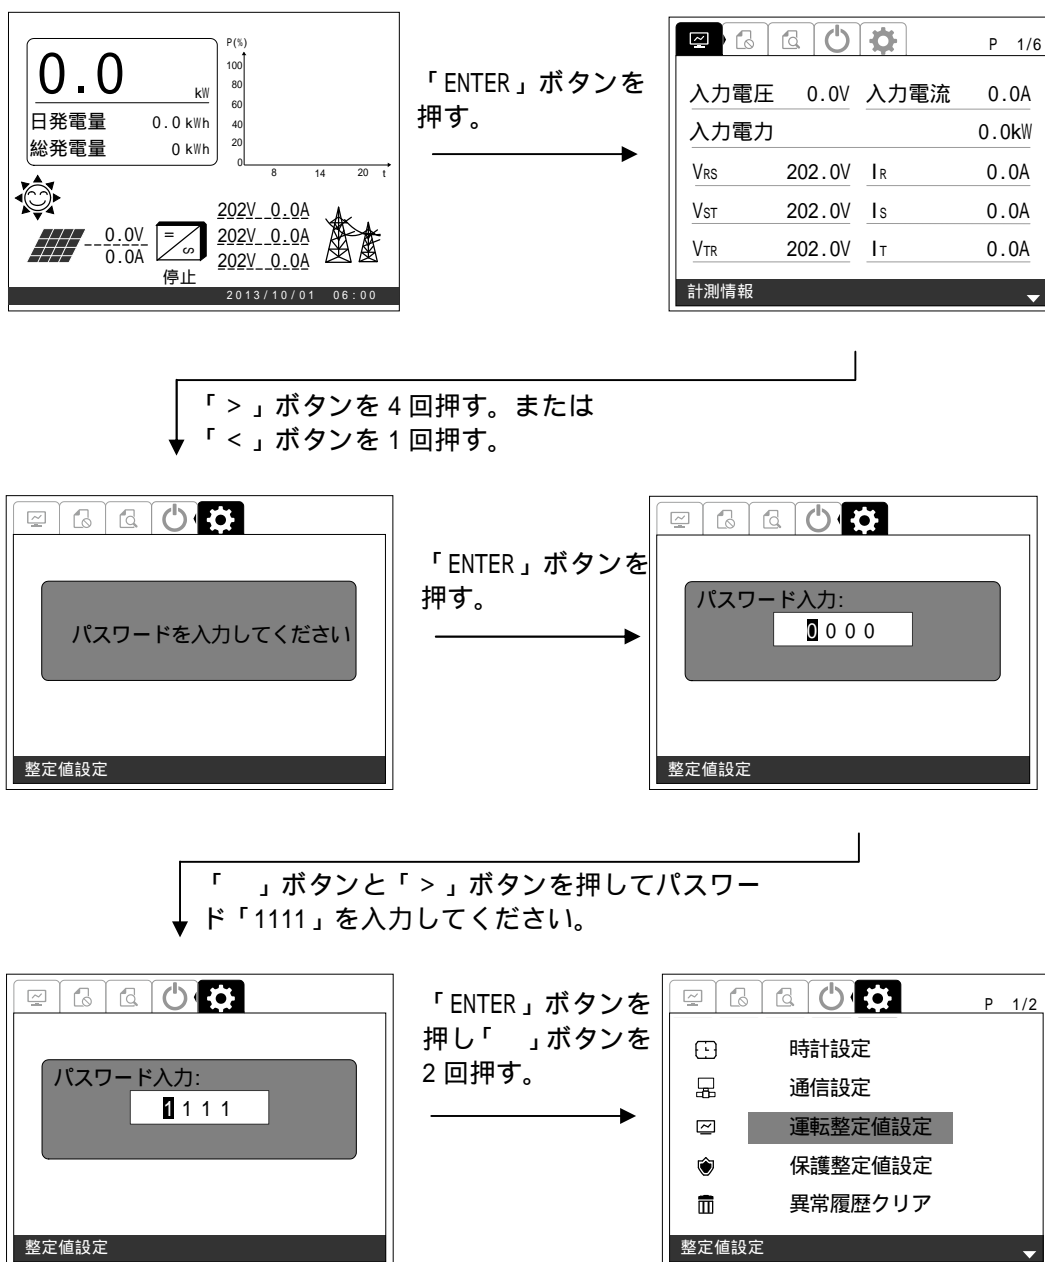 0.0 kW
日発電量 0.0 kWh
総発電量 0 kWh
P(%)
100
80
60
40
20
0
8 14 20 t
0.0V
0.0A
停止
202V 0.0A
202V 0.0A
202V 0.0A
2013/10/01 06:00
「ENTER」ボタンを
押す。
P 1/6
入力電圧 0.0V 入力電流 0.0A
入力電力 0.0kW
VRS 202.0V IR 0.0A
VST 202.0V IS 0.0A
VTR 202.0V IT 0.0A
計測情報
「>」ボタンを4回押す。または
「<」ボタンを1回押す。
パスワードを入力してください
整定値設定
「ENTER」ボタンを
押す。
パスワード入力:
0 0 0 0
整定値設定
「 」ボタンと「>」ボタンを押してパスワー
ド「1111」を入力してください。
パスワード入力:
1 1 1 1
整定値設定
「ENTER」ボタンを
押し「 」ボタンを
2回押す。
P 1/2
時計設定
通信設定
運転整定値設定
保護整定値設定
異常履歴クリア
整定値設定